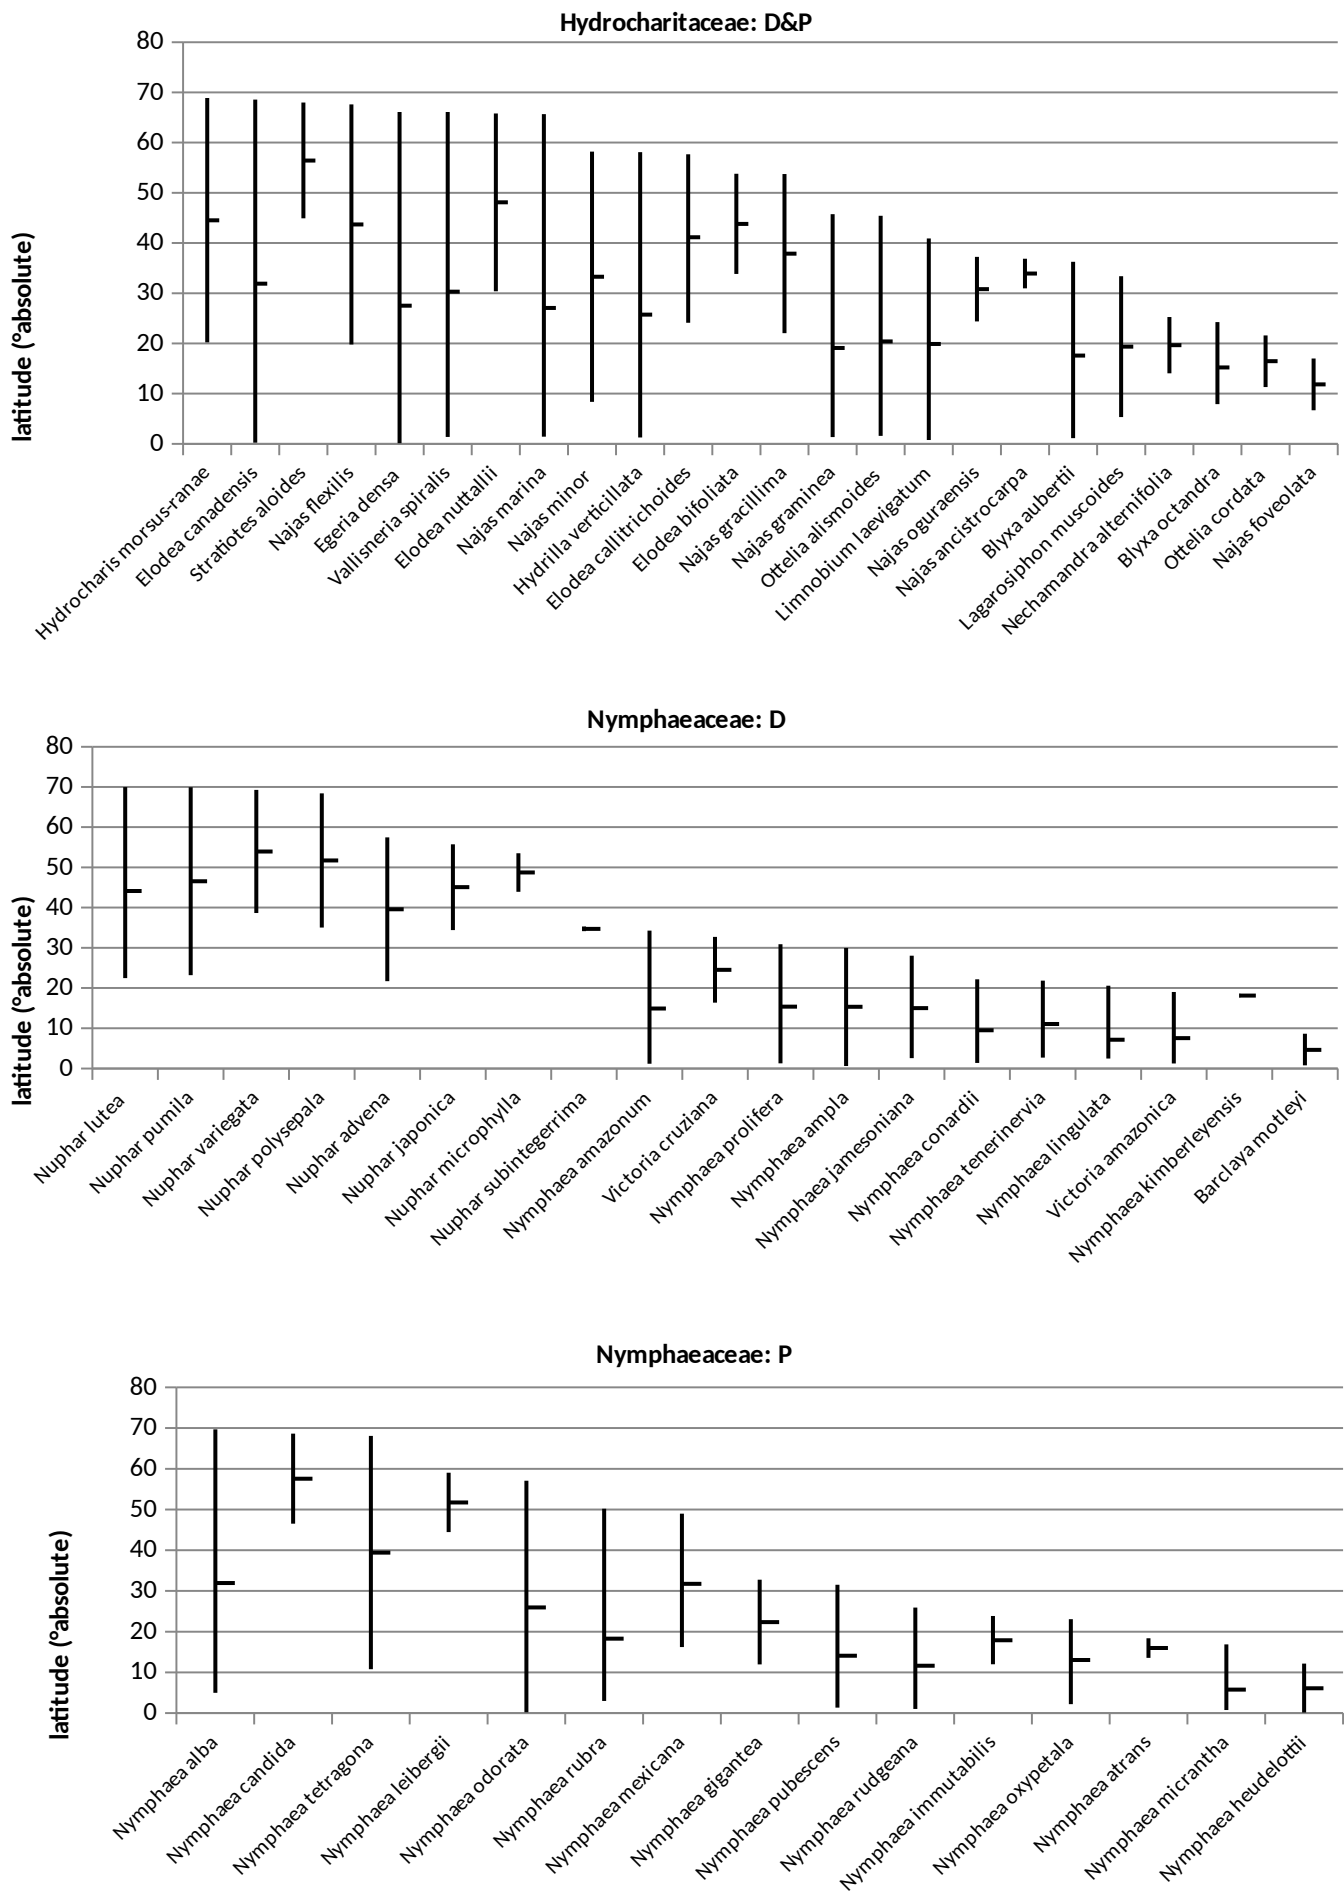 Hydrocharitaceae: D&P
latitude (°absolute)
80
70
60
50
40
30
20
10
0
Hydrocharis morsus-ranae
Elodea canadensis
Stratiotes aloides
Najas flexilis
Egeria densa
Vallisneria spiralis
Elodea nuttallii
Najas marina
Najas minor
Hydrilla verticillata
Elodea callitrichoides
Elodea bifoliata
Najas gracillima
Najas graminea
Ottelia alismoides
Limnobium laevigatum
Najas oguraensis
Najas ancistrocarpa
Blyxa aubertii
Lagarosiphon muscoides
Nechamandra alternifolia
Blyxa octandra
Ottelia cordata
Najas foveolata
Nymphaeaceae: D
latitude (°absolute)
80
70
60
50
40
30
20
10
0
Nuphar lutea
Nuphar pumila
Nuphar variegata
Nuphar polysepala
Nuphar advena
Nuphar japonica
Nuphar microphylla
Nuphar subintegerrima
Nymphaea amazonum
Victoria cruziana
Nymphaea prolifera
Nymphaea ampla
Nymphaea jamesoniana
Nymphaea conardii
Nymphaea tenerinervia
Nymphaea lingulata
Victoria amazonica
Nymphaea kimberleyensis
Barclaya motleyi
Nymphaeaceae: P
latitude (°absolute)
80
70
60
50
40
30
20
10
0
Nymphaea alba
Nymphaea candida
Nymphaea tetragona
Nymphaea leibergii
Nymphaea odorata
Nymphaea rubra
Nymphaea mexicana
Nymphaea gigantea
Nymphaea pubescens
Nymphaea rudgeana
Nymphaea immutabilis
Nymphaea oxypetala
Nymphaea atrans
Nymphaea micrantha
Nymphaea heudelottii